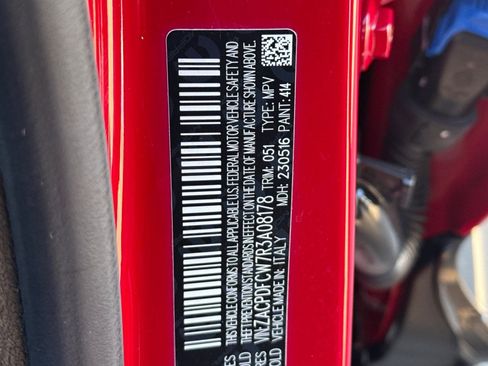 THIS VEHICLE CONFORMS TO ALL APPLICABLE U.S. FEDERAL MOTOR VEHICLE SAFETY AND
THEFT PREVENTION STANDARDS IN EFFECT ON THE DATE OF MANUFACTURE SHOWN ABOVE.
VIN: ZACPDFCW7R3A08178 TRIM: 051 TYPE: MPV
VEHICLE MADE IN: ITALY MDH: 230516 PAINT: 414